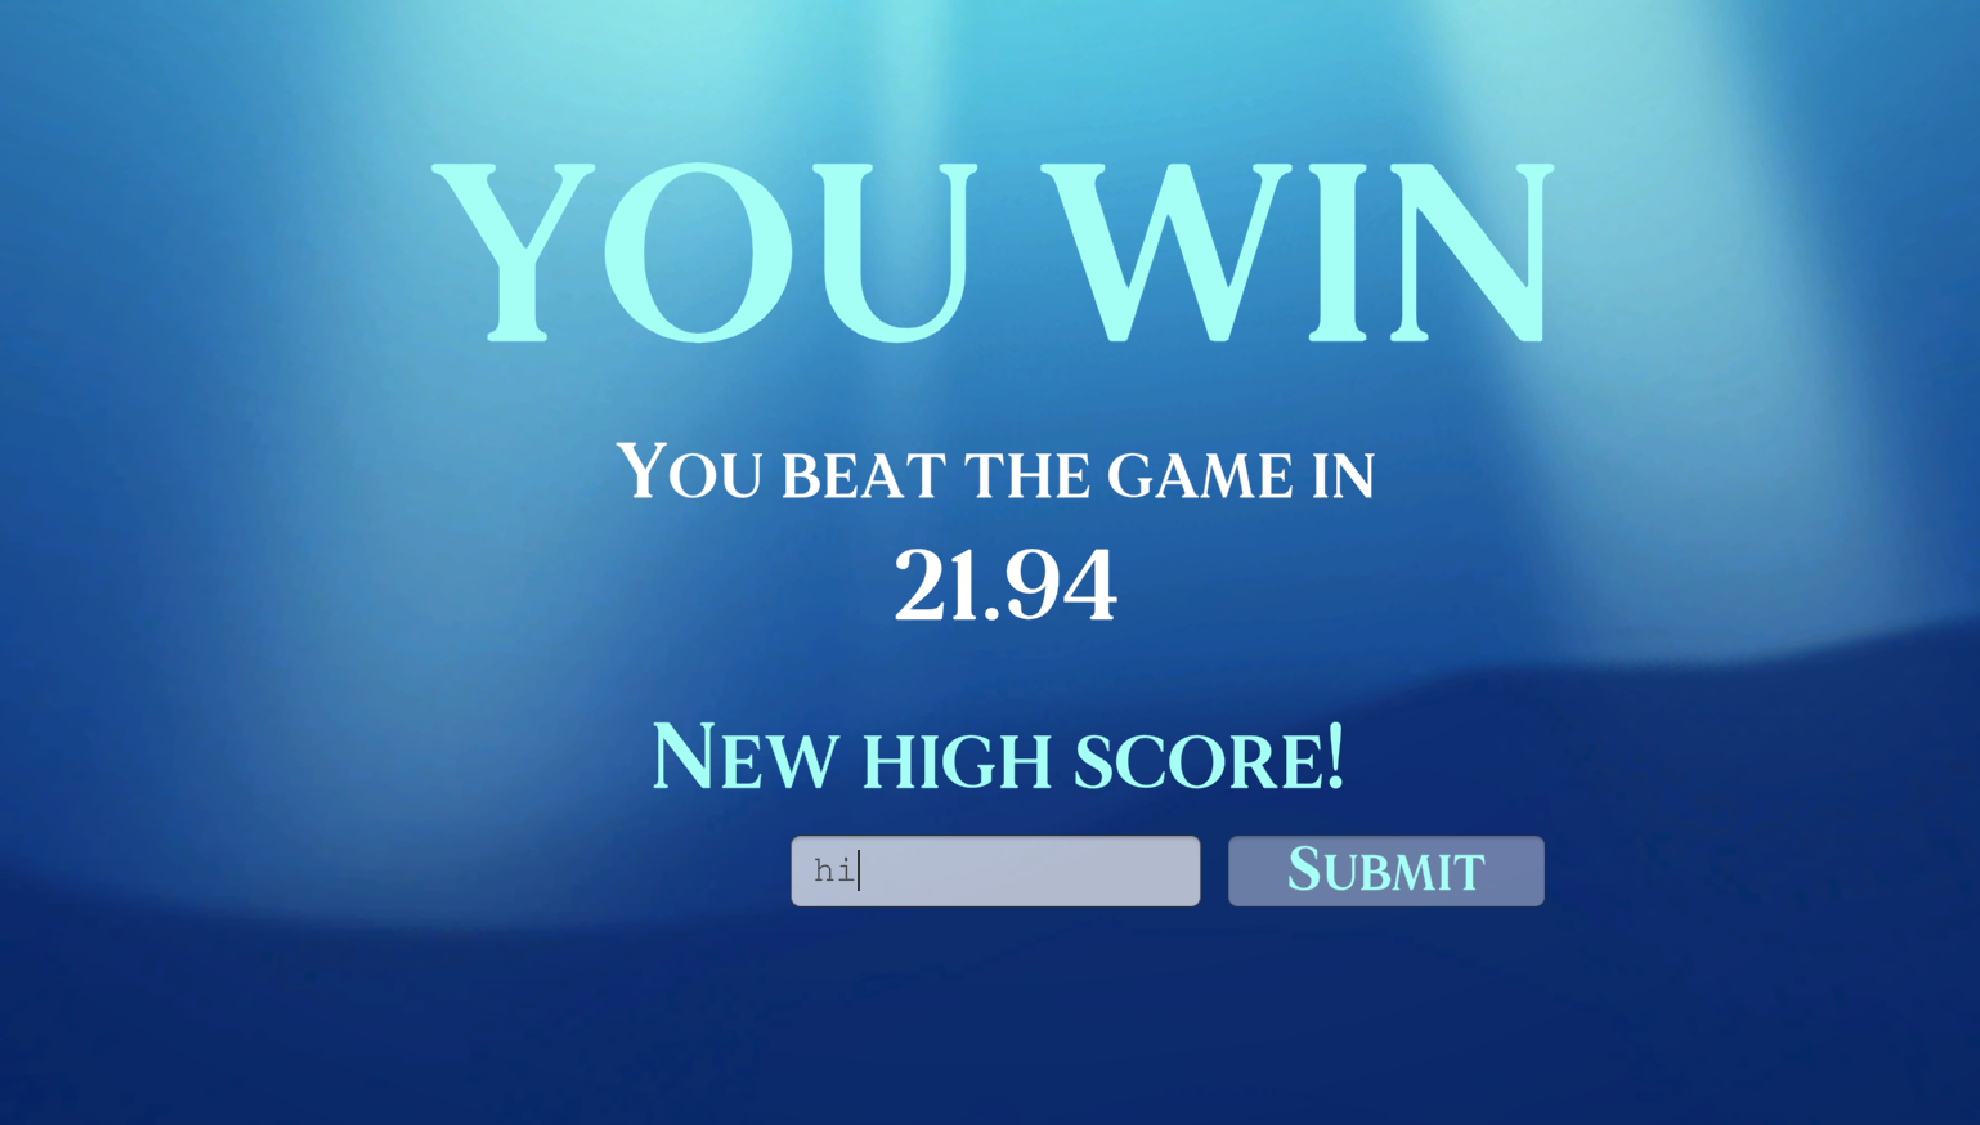 YOU WIN
YOU BEAT THE GAME IN
21.94
NEW HIGH SCORE!
hi
SUBMIT